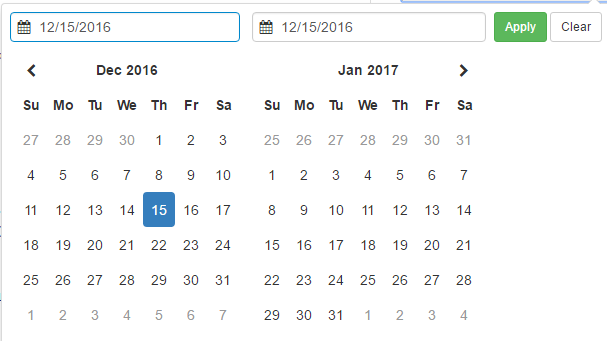 12/15/2016 12/15/2016 Apply Clear
Dec 2016 Jan 2017
Su Mo Tu We Th Fr Sa Su Mo Tu We Th Fr Sa
27 28 29 30 1 2 3 25 26 27 28 29 30 31
4 5 6 7 8 9 10 1 2 3 4 5 6 7
11 12 13 14 15 16 17 8 9 10 11 12 13 14
18 19 20 21 22 23 24 15 16 17 18 19 20 21
25 26 27 28 29 30 31 22 23 24 25 26 27 28
1 2 3 4 5 6 7 29 30 31 1 2 3 4